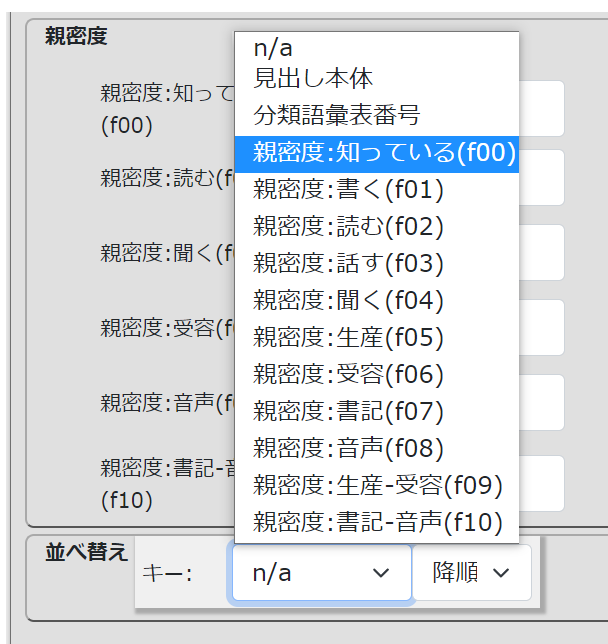 親密度
親密度:知って
(f00)
親密度:読む(f
親密度:聞く(f
親密度:受容(f
親密度:音声(f
親密度:書記-
(f10)
n/a
見出し本体
分類語彙表番号
親密度:知っている(f00)
親密度:書く(f01)
親密度:読む(f02)
親密度:話す(f03)
親密度:聞く(f04)
親密度:生産(f05)
親密度:受容(f06)
親密度:書記(f07)
親密度:音声(f08)
親密度:生産-受容(f09)
親密度:書記-音声(f10)
並べ替え
キー: n/a 降順